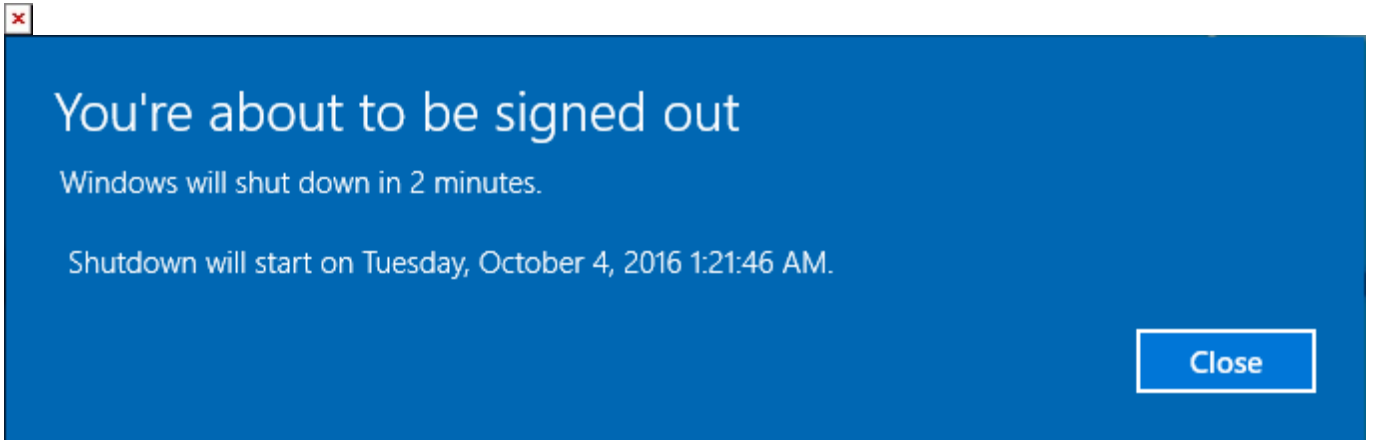 You're about to be signed out
Windows will shut down in 2 minutes.
Shutdown will start on Tuesday, October 4, 2016 1:21:46 AM.
Close